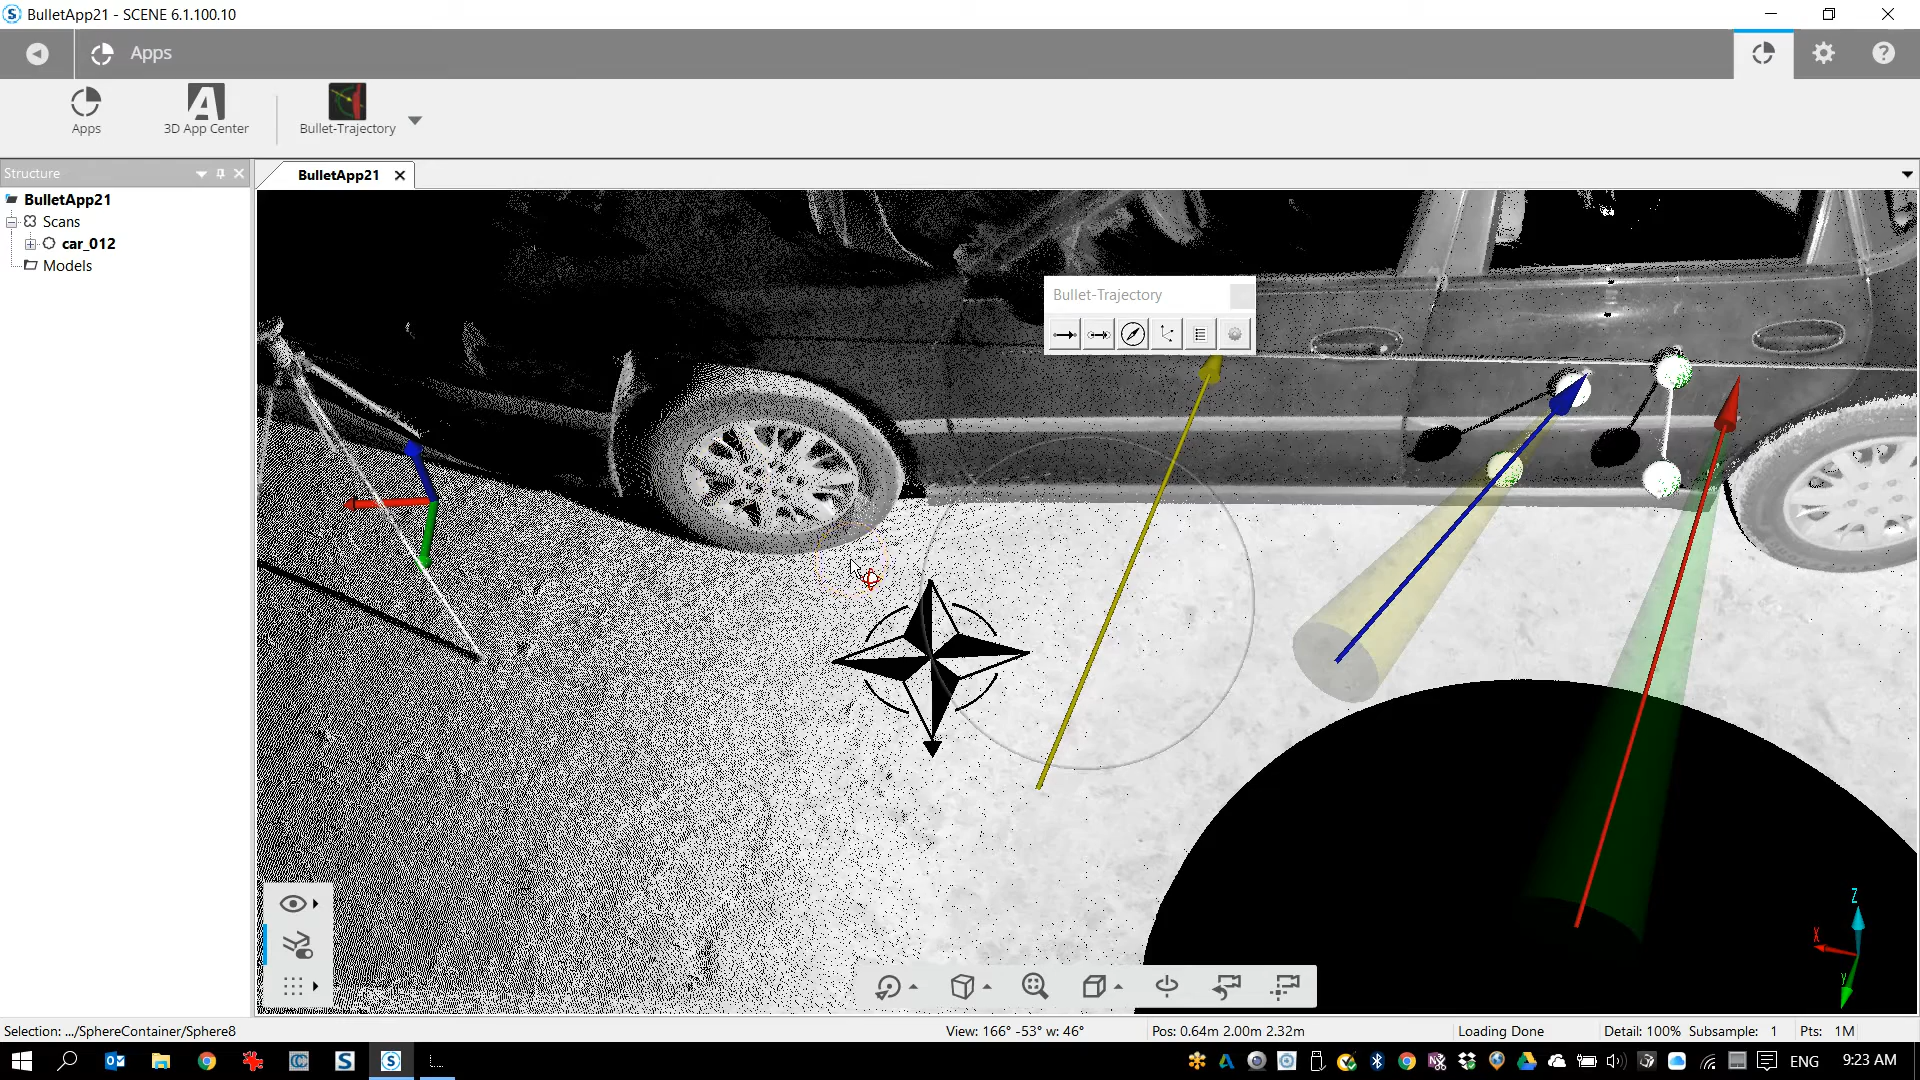 BulletApp21 - SCENE 6.1.100.10
Apps
Apps
3D App Center
Bullet-Trajectory
Structure
BulletApp21
BulletApp21
Scans
car_012
Models
Bullet-Trajectory
Z
X
y
Selection: .../SphereContainer/Sphere8
View: 166° -53° w: 46°
Pos: 0.64m 2.00m 2.32m
Loading Done
Detail: 100%
Subsample: 1
Pts: 1M
ENG
9:23 AM